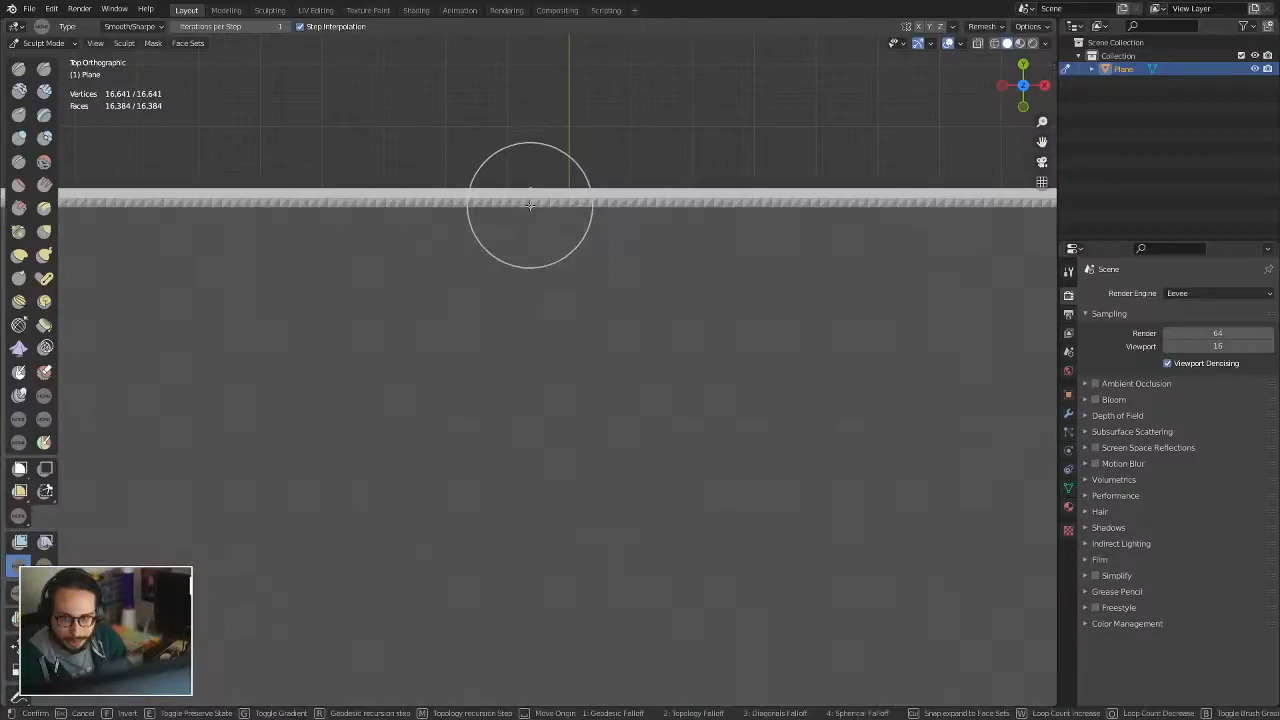 File Edit Render Window Help
Layout Modeling Sculpting UV Editing Texture Paint Shading Animation Rendering Compositing Scripting +
Scene
View Layer
Type: Smooth/Sharpe Iterations per Step 1 Step Interpolation
X Y Z Remesh Options
Sculpt Mode View Sculpt Mask Face Sets
Scene Collection
Collection
Plane
Top Orthographic
(1) Plane
Vertices 16,641 / 16,641
Faces 16,384 / 16,384
Y
Z X
Scene
Render Engine Eevee
Sampling
Render 64
Viewport 16
Viewport Denoising
Ambient Occlusion
Bloom
Depth of Field
Subsurface Scattering
Screen Space Reflections
Motion Blur
Volumetrics
Performance
Hair
Shadows
Indirect Lighting
Film
Simplify
Grease Pencil
Freestyle
Color Management
Confirm Esc Cancel F Invert E Toggle Preserve State G Toggle Gradient R Geodesic recursion step M Topology recursion Step Move Origin 1: Geodesic Falloff 2: Topology Falloff 3: Diagonals Falloff 4: Spherical Falloff Snap expand to Face Sets W Loop Count Increase Q Loop Count Decrease B Toggle Brush Grad